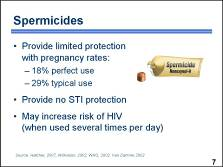 Spermicides
• Provide limited protection
with pregnancy rates:
– 18% perfect use
– 29% typical use
Spermicide
Nonoxynol-9
• Provide no STI protection
• May increase risk of HIV
(when used several times per day)
Source: Hatcher, 2007; Wilkinson, 2002; WHO, 2002; Van Damme 2002
7